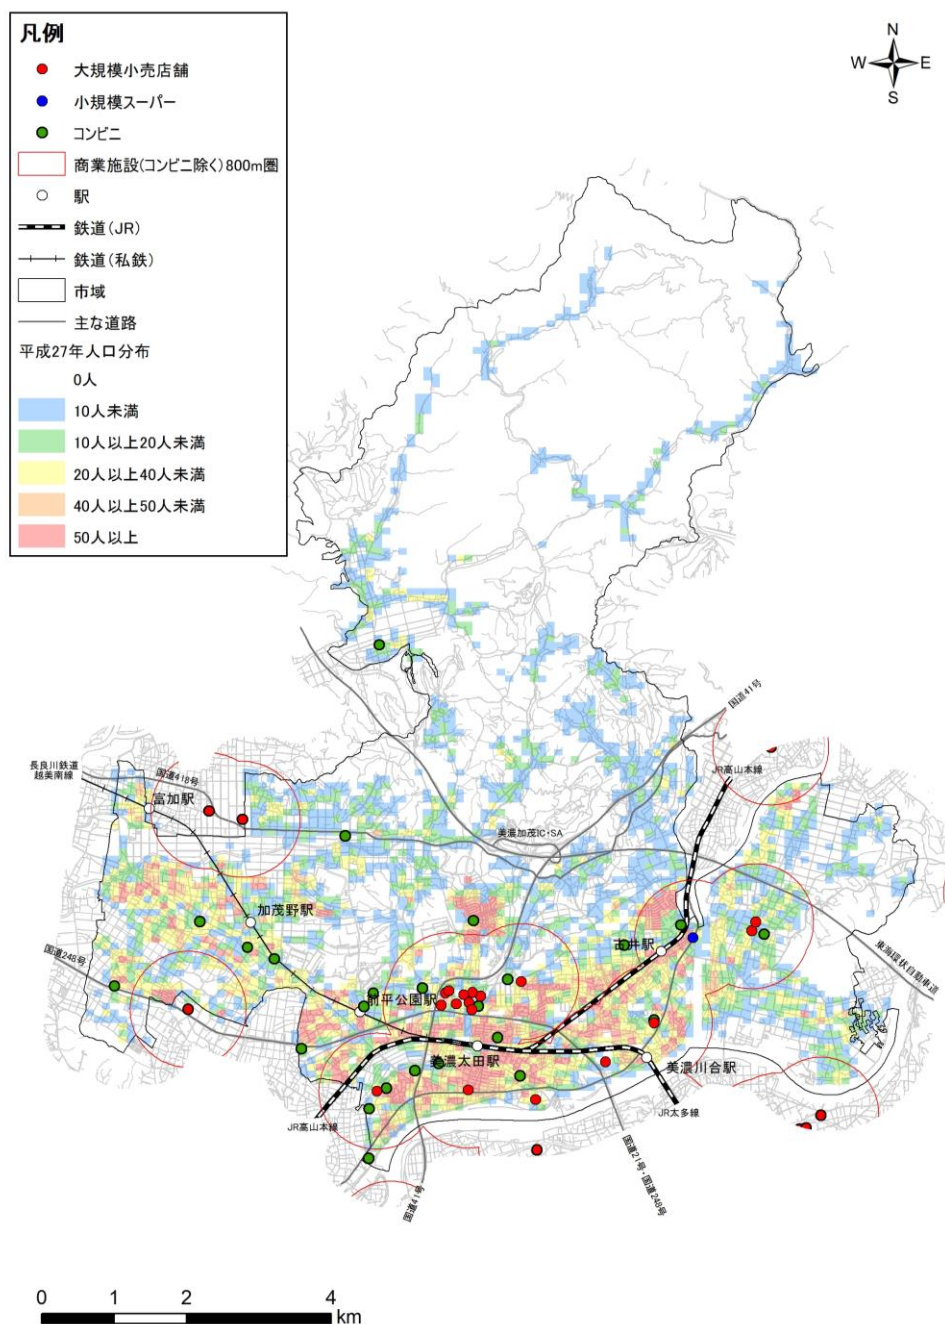 凡例
大規模小売店舗
小規模スーパー
コンビニ
商業施設(コンビニ除く)800m圏
駅
鉄道(JR)
鉄道(私鉄)
市域
主な道路
平成27年人口分布
0人
10人未満
10人以上20人未満
20人以上40人未満
40人以上50人未満
50人以上
N
W E
S
国道41号
長良川鉄道
越美南線
国道418号
富加駅
JR高山本線
美濃加茂IC・SA
加茂野駅
古井駅
国道248号
東海環状自動車道
前平公園駅
美濃太田駅
美濃川合駅
JR高山本線
JR太多線
国道21号・国道248号
国道41号
0 1 2 4
km